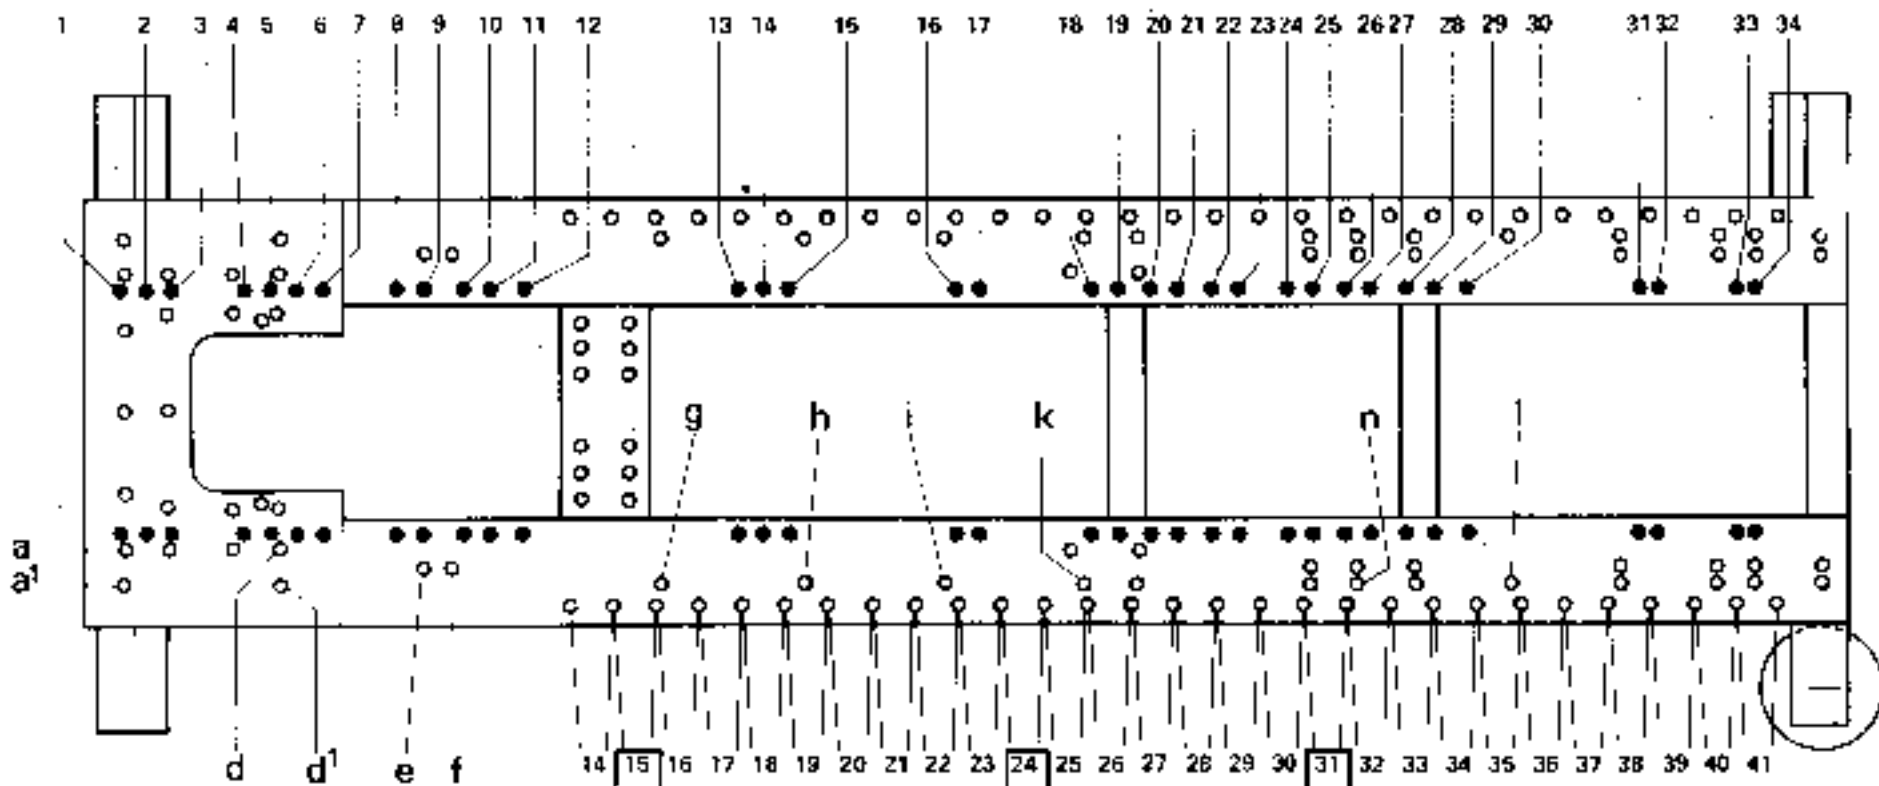 1 2 3 4 5 6 7 8 9 10 11 12 13 14 15 16 17 18 19 20 21 22 23 24 25 26 27 28 29 30 31 32 33 34
g h k n
a
a¹
d d¹ e f 14 15 16 17 18 19 20 21 22 23 24 25 26 27 28 29 30 31 32 33 34 35 36 37 38 39 40 41